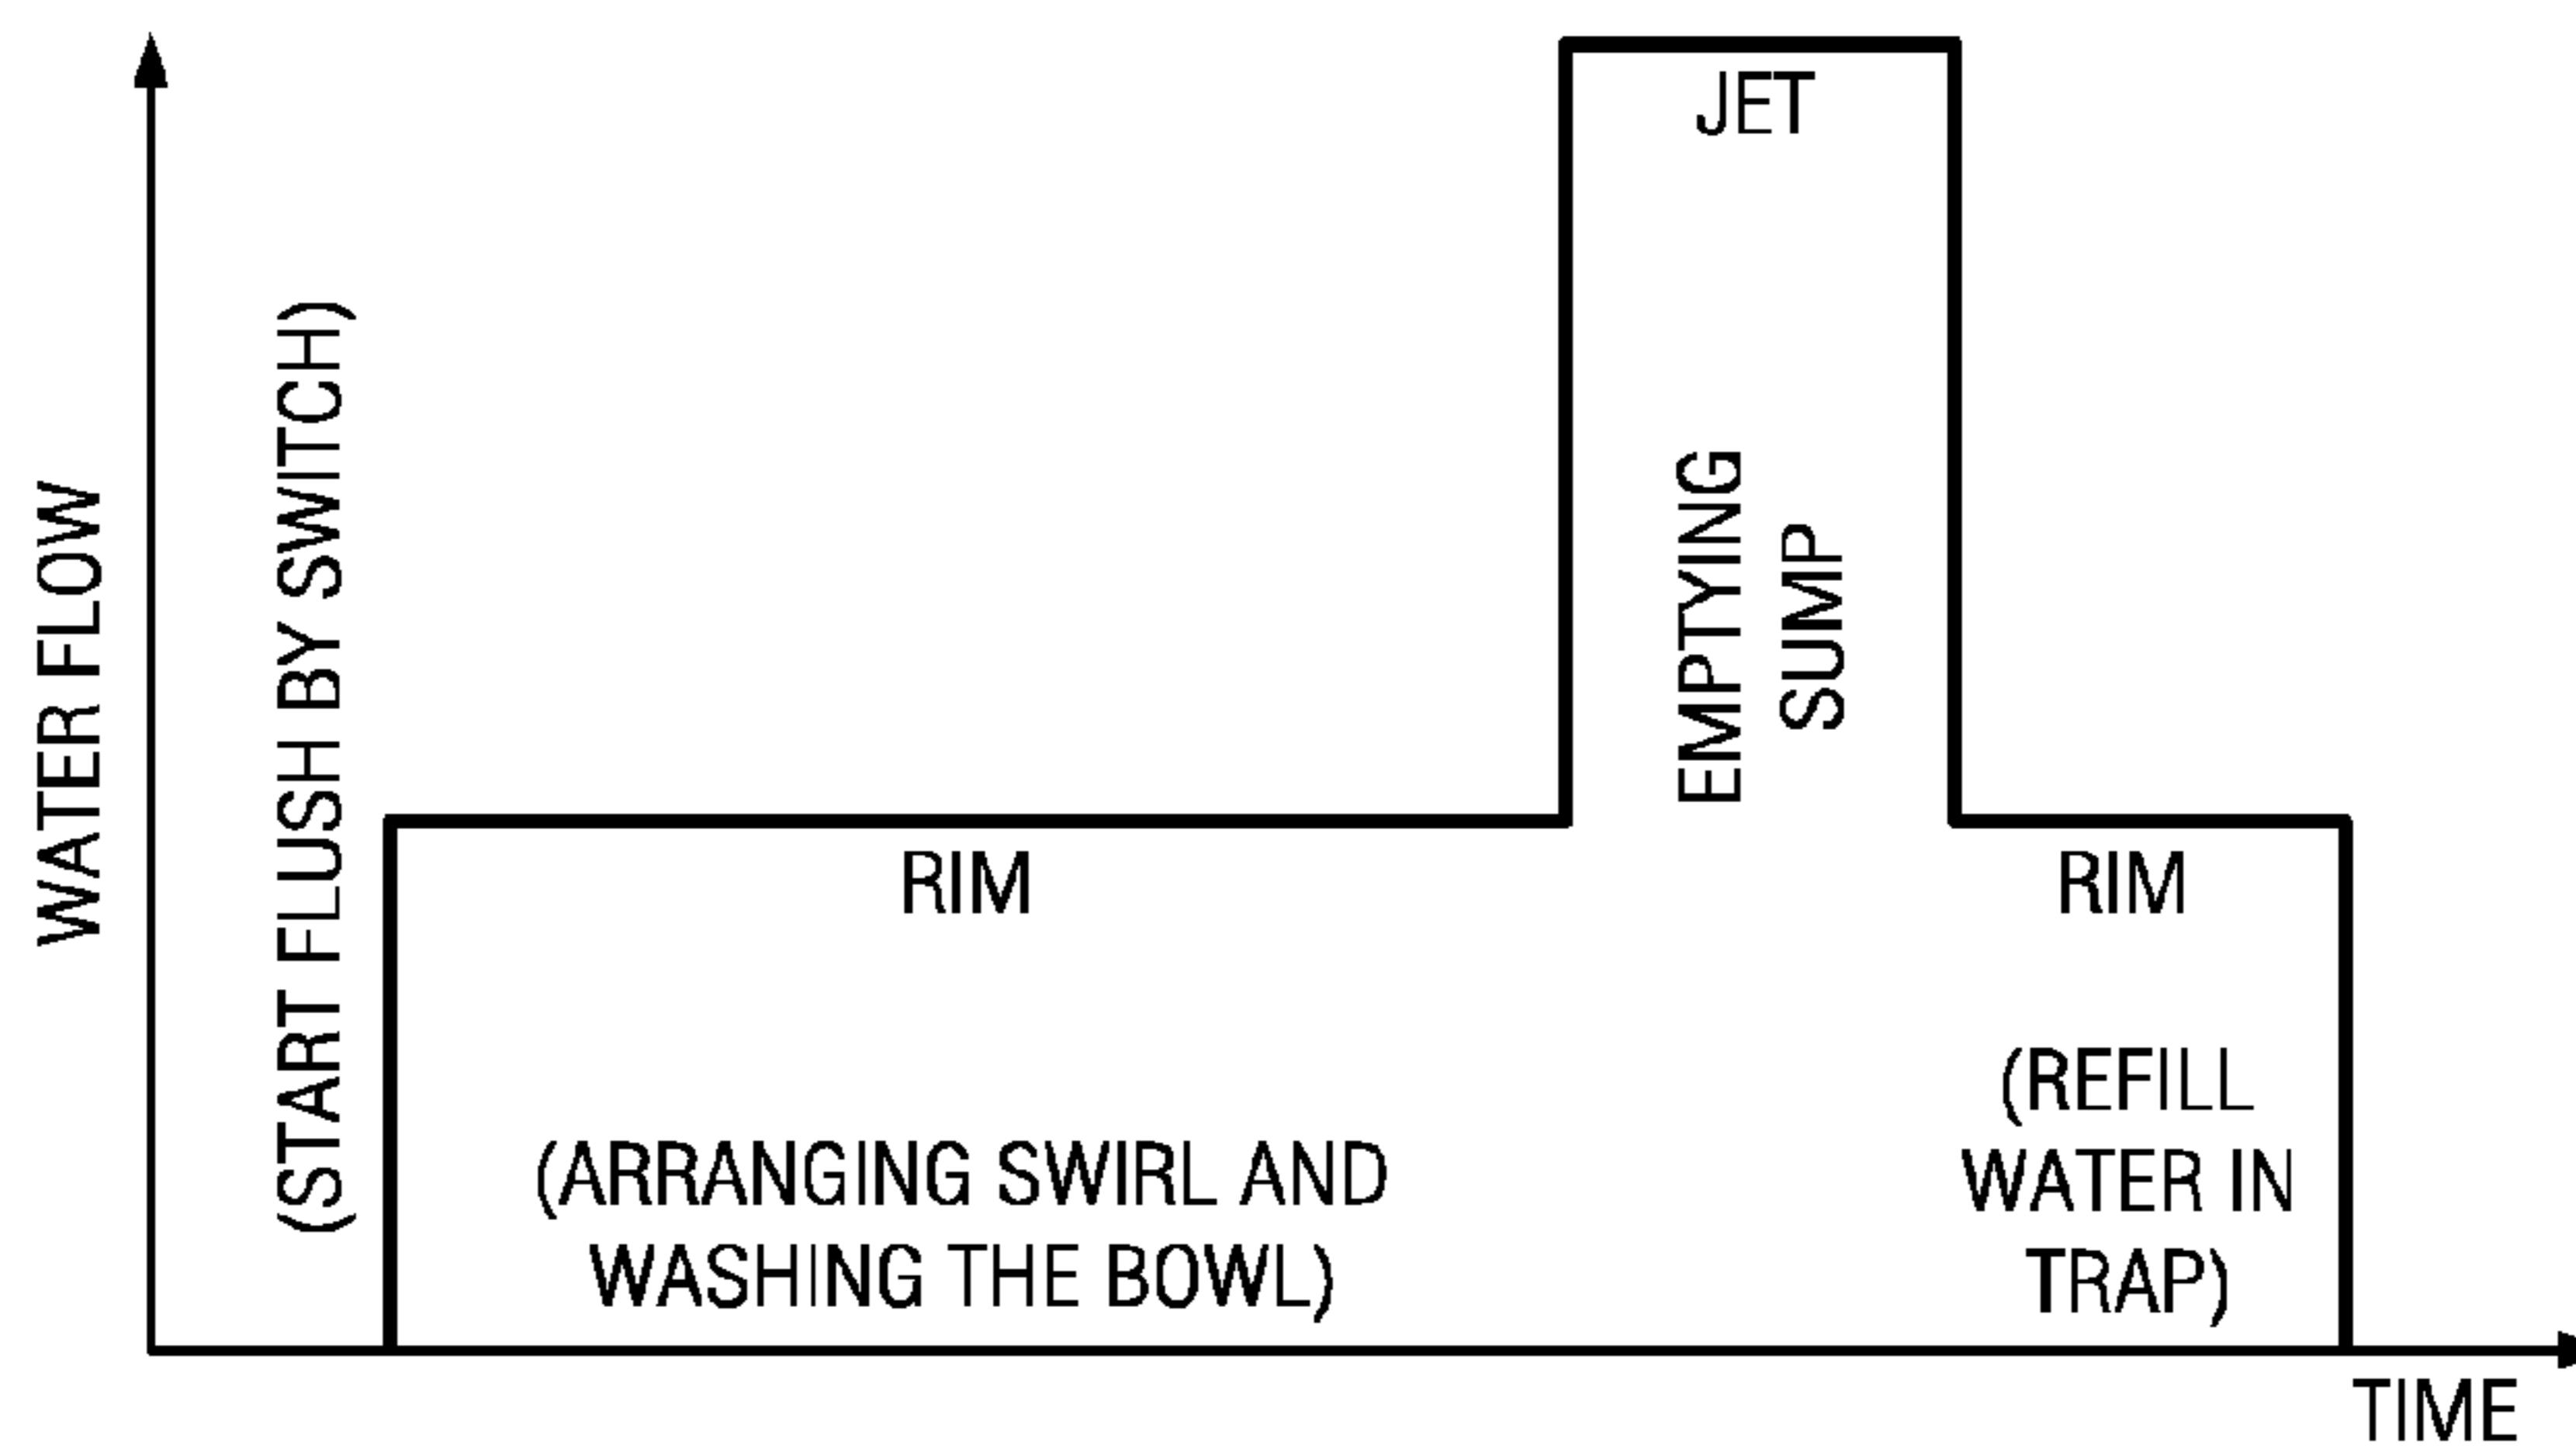 WATER FLOW
(START FLUSH BY SWITCH)
RIM
(ARRANGING SWIRL AND
WASHING THE BOWL)
JET
EMPTYING
SUMP
RIM
(REFILL
WATER IN
TRAP)
TIME